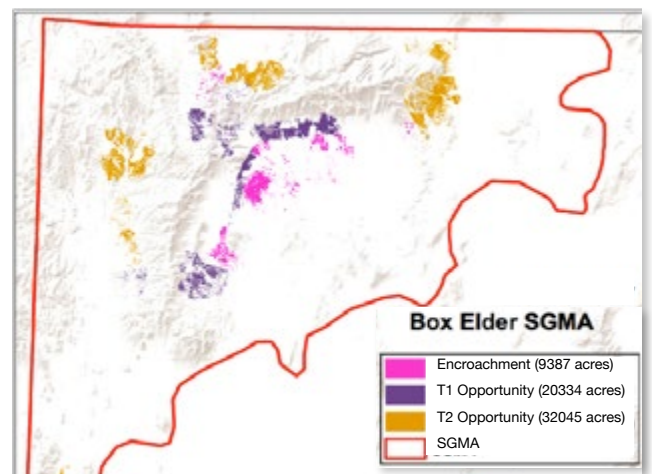 Box Elder SGMA
Encroachment (9387 acres)
T1 Opportunity (20334 acres)
T2 Opportunity (32045 acres)
SGMA